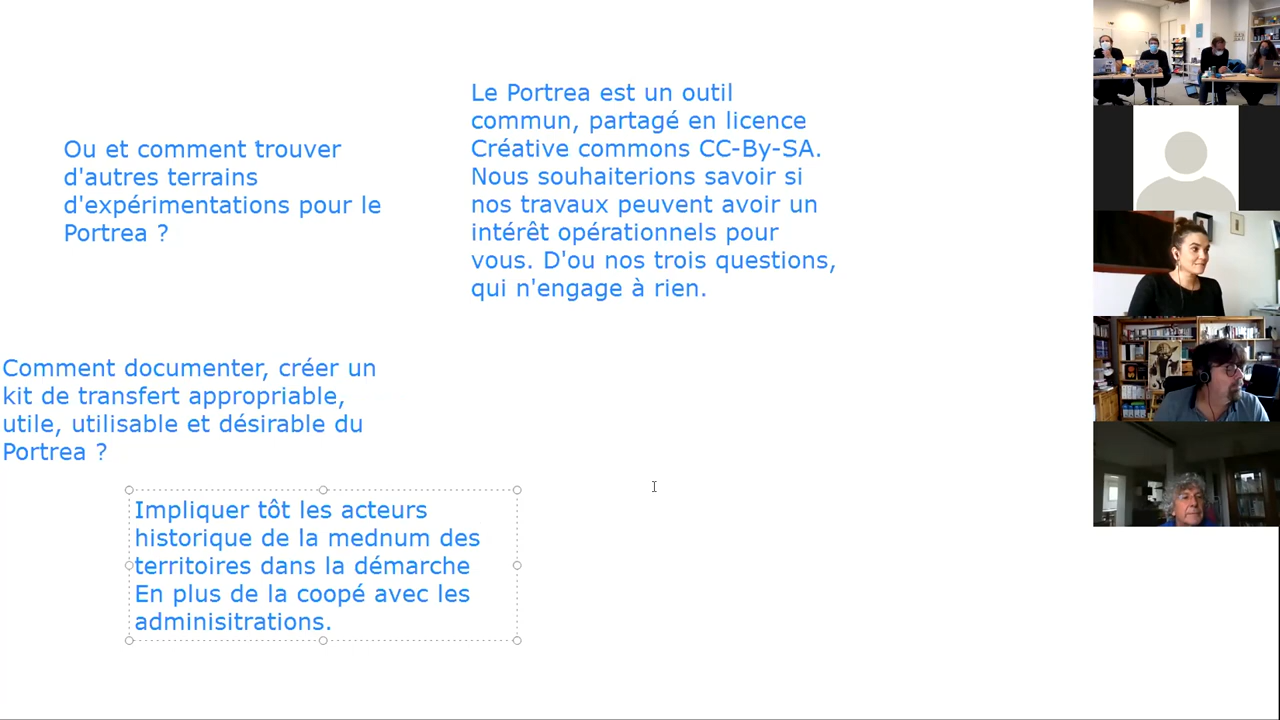 Ou et comment trouver
d'autres terrains
d'expérimentations pour le
Portrea ?
Le Portrea est un outil
commun, partagé en licence
Créative commons CC-By-SA.
Nous souhaiterions savoir si
nos travaux peuvent avoir un
intérêt opérationnels pour
vous. D'ou nos trois questions,
qui n'engage à rien.
Comment documenter, créer un
kit de transfert appropriable,
utile, utilisable et désirable du
Portrea ?
Impliquer tôt les acteurs
historique de la mednum des
territoires dans la démarche
En plus de la coopé avec les
adminisitrations.